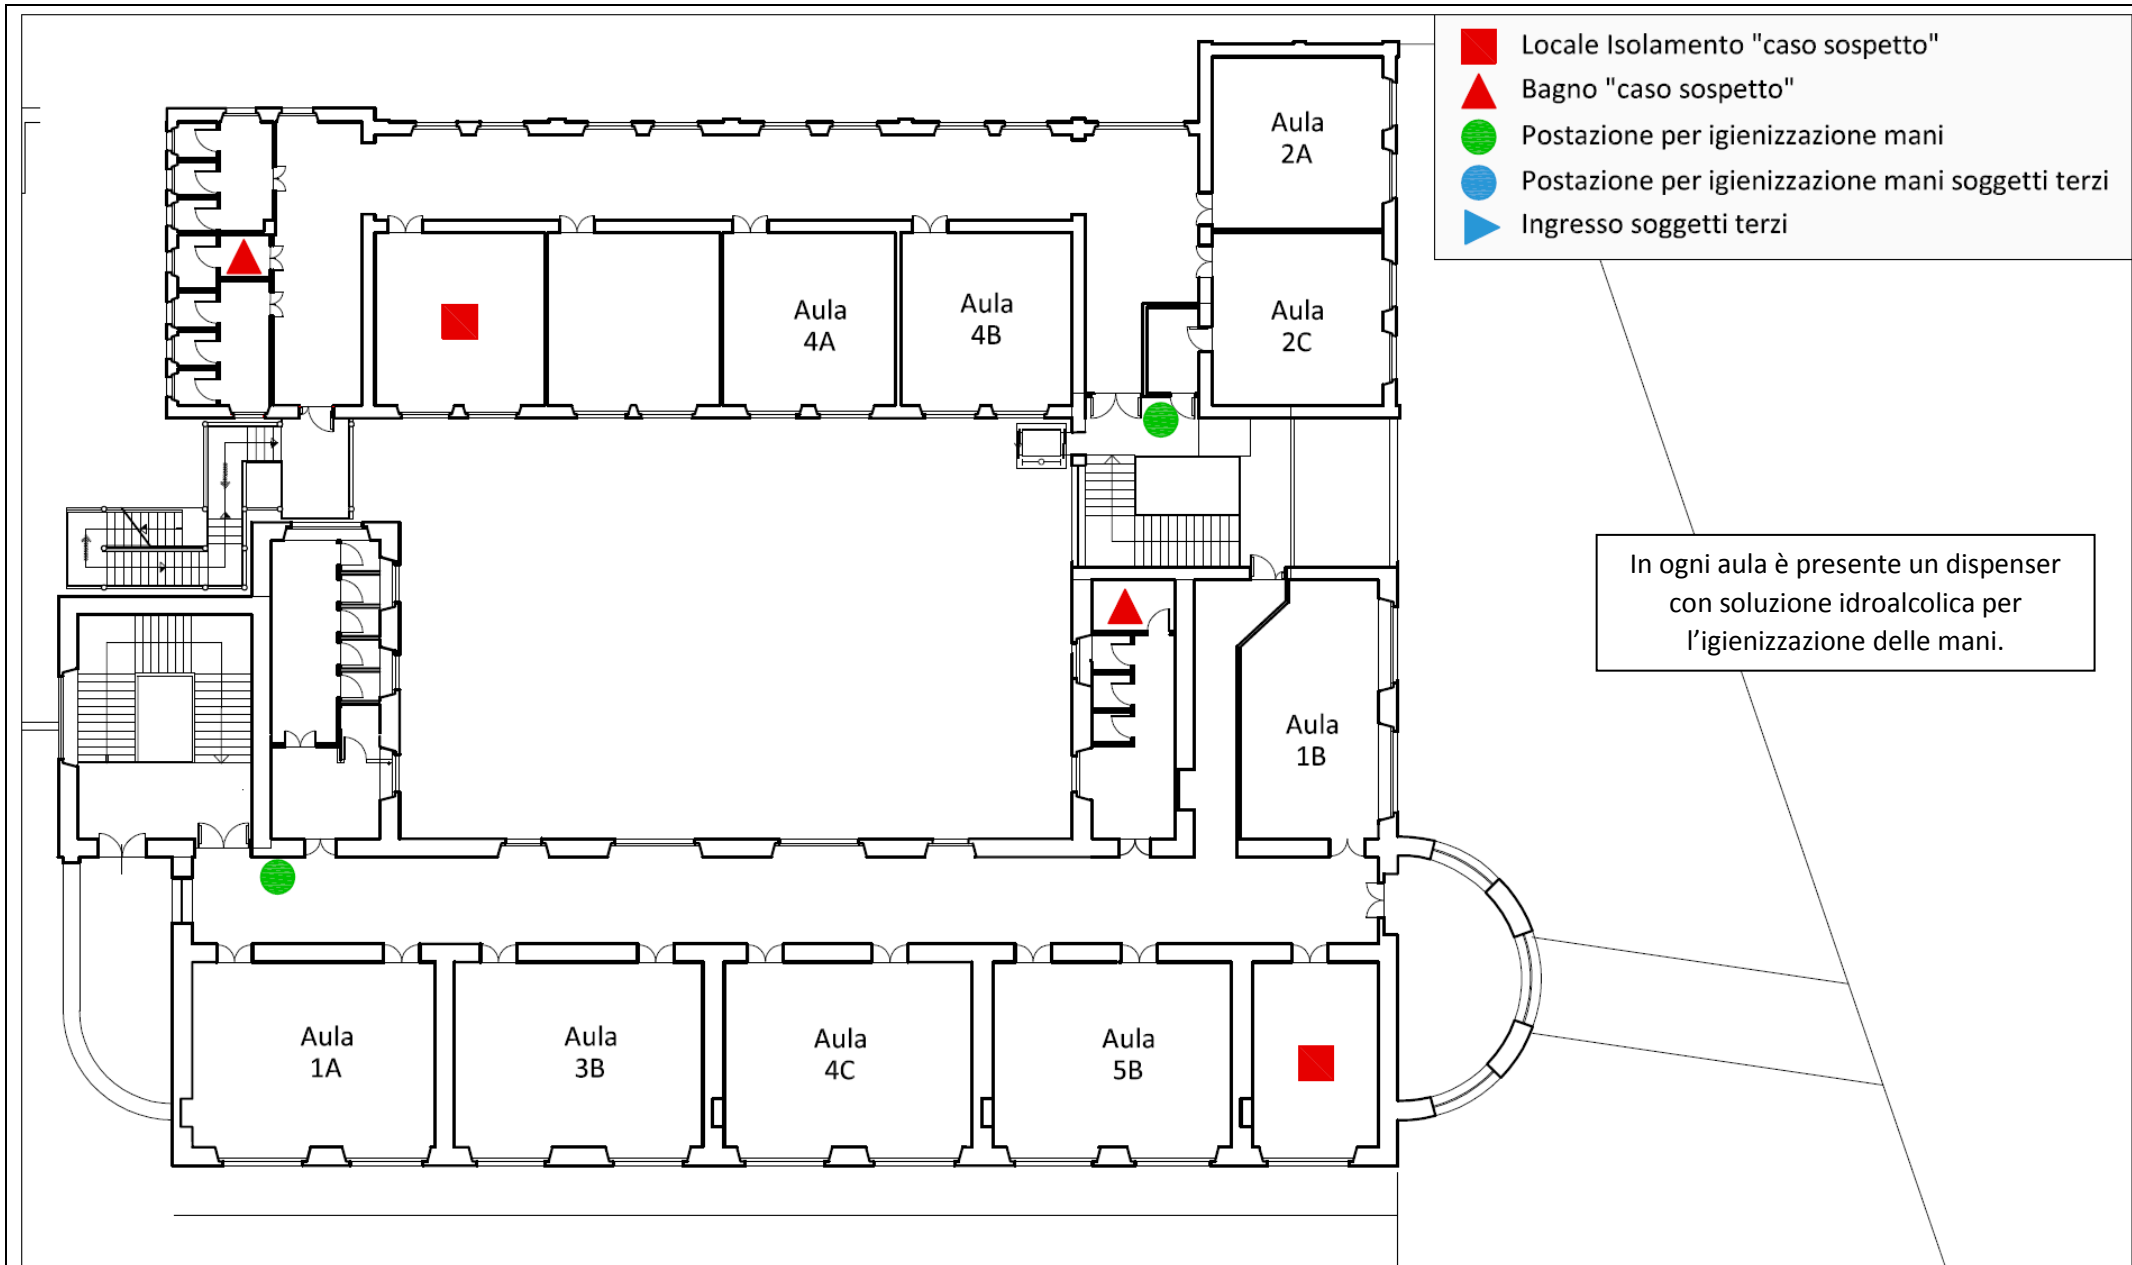 Locale Isolamento "caso sospetto"
Bagno "caso sospetto"
Postazione per igienizzazione mani
Postazione per igienizzazione mani soggetti terzi
Ingresso soggetti terzi
Aula
2A
Aula
2C
Aula
4A
Aula
4B
In ogni aula è presente un dispenser
con soluzione idroalcolica per
l’igienizzazione delle mani.
Aula
1B
Aula
1A
Aula
3B
Aula
4C
Aula
5B